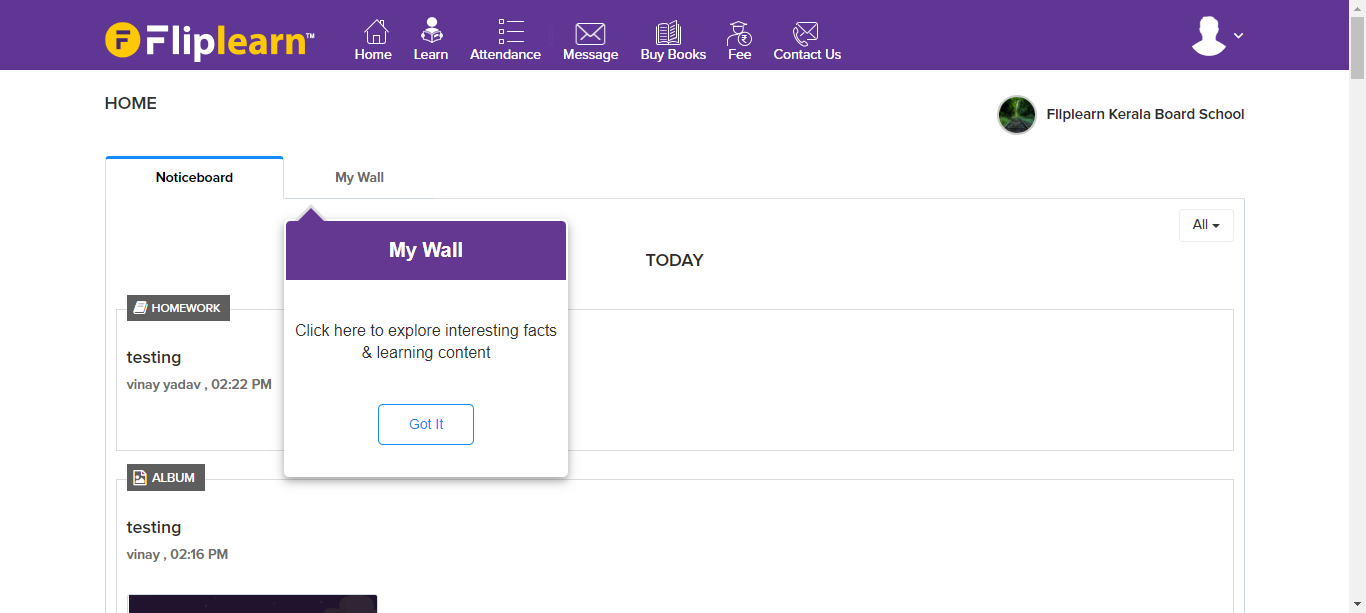 Fliplearn™
Home
Learn
Attendance
Message
Buy Books
Fee
Contact Us
HOME
Fliplearn Kerala Board School
Noticeboard
My Wall
All
My Wall
TODAY
Click here to explore interesting facts
& learning content
Got It
HOMEWORK
testing
vinay yadav , 02:22 PM
ALBUM
testing
vinay , 02:16 PM